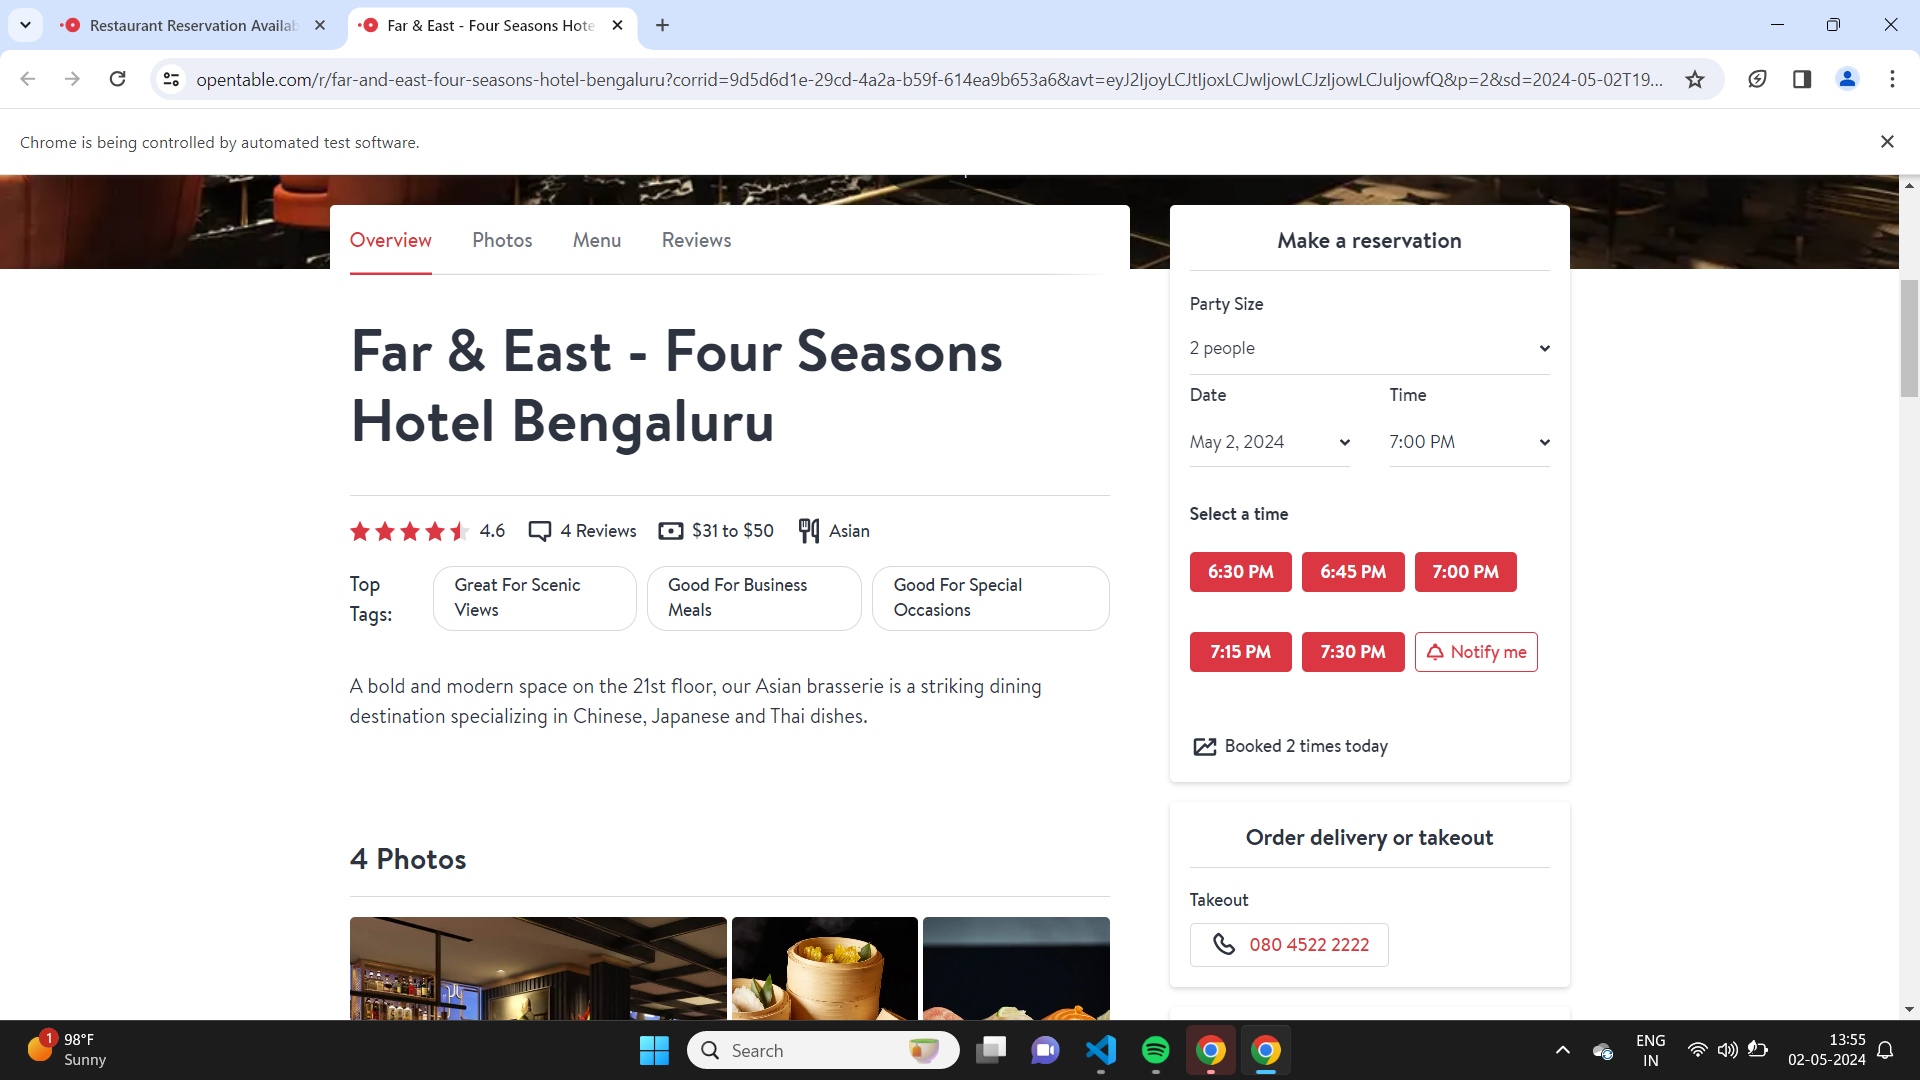 Restaurant Reservation Availab
Far & East - Four Seasons Hote
opentable.com/r/far-and-east-four-seasons-hotel-bengaluru?corrid=9d5d6d1e-29cd-4a2a-b59f-614ea9b653a6&avt=eyJ2IjoyLCJtIjoxLCJwIjowLCJzIjowLCJuIjowfQ&p=2&sd=2024-05-02T19...
Chrome is being controlled by automated test software.
Overview
Photos
Menu
Reviews
Far & East - Four Seasons
Hotel Bengaluru
4.6
4 Reviews
$31 to $50
Asian
Top
Tags:
Great For Scenic
Views
Good For Business
Meals
Good For Special
Occasions
A bold and modern space on the 21st floor, our Asian brasserie is a striking dining
destination specializing in Chinese, Japanese and Thai dishes.
4 Photos
Make a reservation
Party Size
2 people
Date
Time
May 2, 2024
7:00 PM
Select a time
6:30 PM
6:45 PM
7:00 PM
7:15 PM
7:30 PM
Notify me
Booked 2 times today
Order delivery or takeout
Takeout
080 4522 2222
1
98°F
Sunny
Search
ENG
IN
13:55
02-05-2024